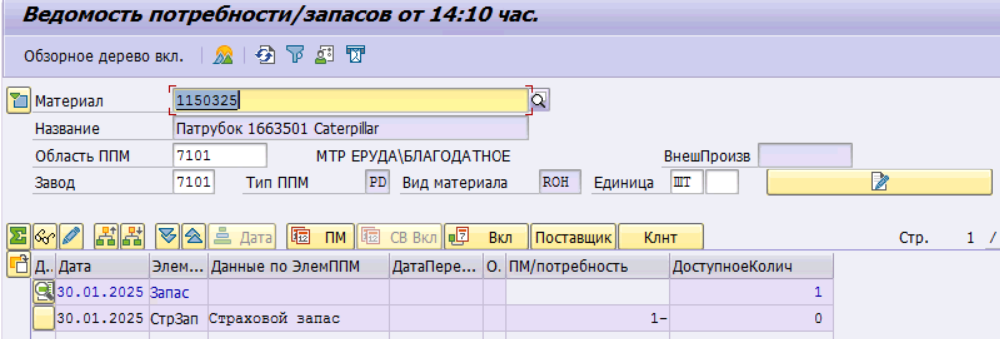 Ведомость потребности/запасов от 14:10 час.
Обзорное дерево вкл.
Материал 1150325
Название Патрубок 1663501 Caterpillar
Область ППМ 7101 МТР ЕРУДА\БЛАГОДАТНОЕ ВнешПроизв
Завод 7101 Тип ППМ PD Вид материала ROH Единица ШТ
Дата ПМ СВ Вкл Вкл Поставщик Клнт Стр. 1 /
Д.. Дата Элем... Данные по ЭлемППМ ДатаПере... О. ПМ/потребность ДоступноеКолич
30.01.2025 Запас 1
30.01.2025 СтрЗап Страховой запас 1- 0